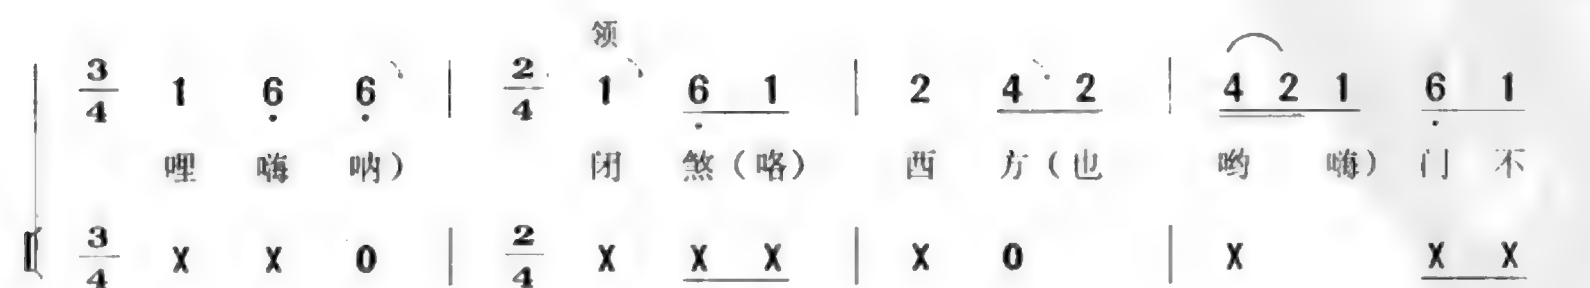 领
3/4 1 6 6 | 2/4 1 6 1 | 2 4 2 | 4 2 1 6 1
哩 嗨 呐） 闭 煞（咯） 西 方（也 哟 嗨）门 不
3/4 X X 0 | 2/4 X X X | X 0 | X X X